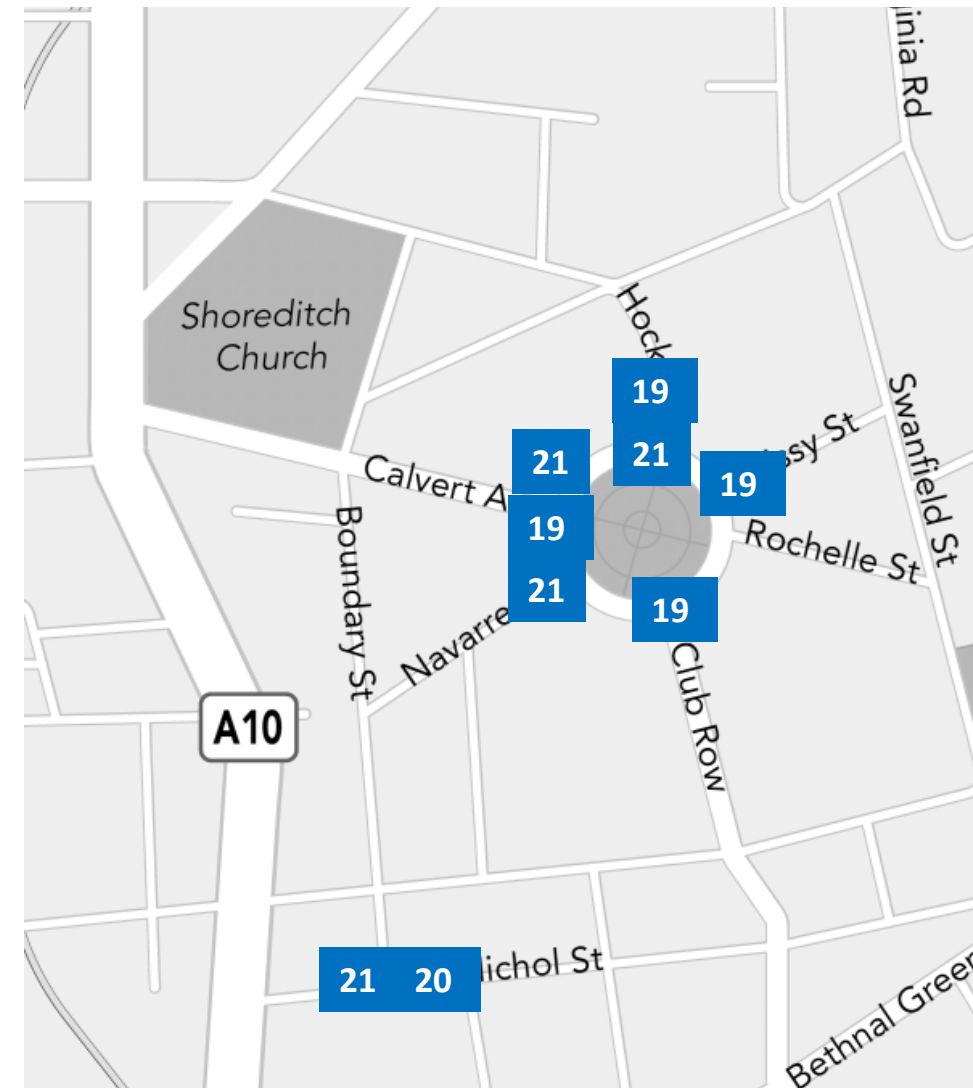 inia Rd
Shoreditch
Church
Hock
19
21
21
19
ssy St
Swanfield St
Calvert A
19
Rochelle St
21
19
Boundary St
Navarre
Club Row
A10
21 20
ichol St
Bethnal Green